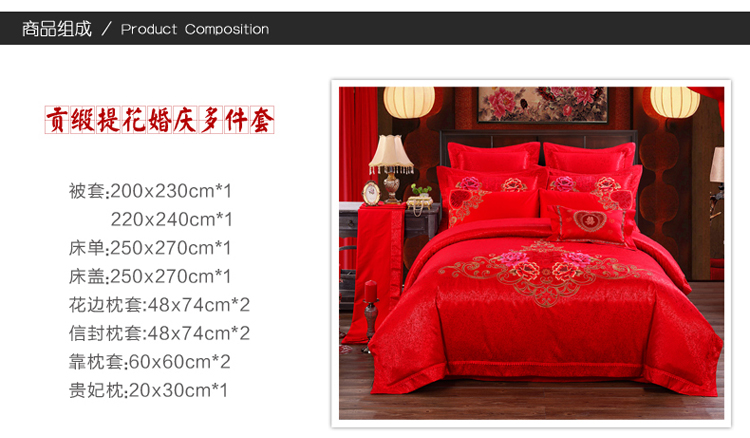 商品组成 / Product Composition
贡缎提花婚庆多件套
被套:200x230cm*1
220x240cm*1
床单:250x270cm*1
床盖:250x270cm*1
花边枕套:48x74cm*2
信封枕套:48x74cm*2
靠枕套:60x60cm*2
贵妃枕:20x30cm*1